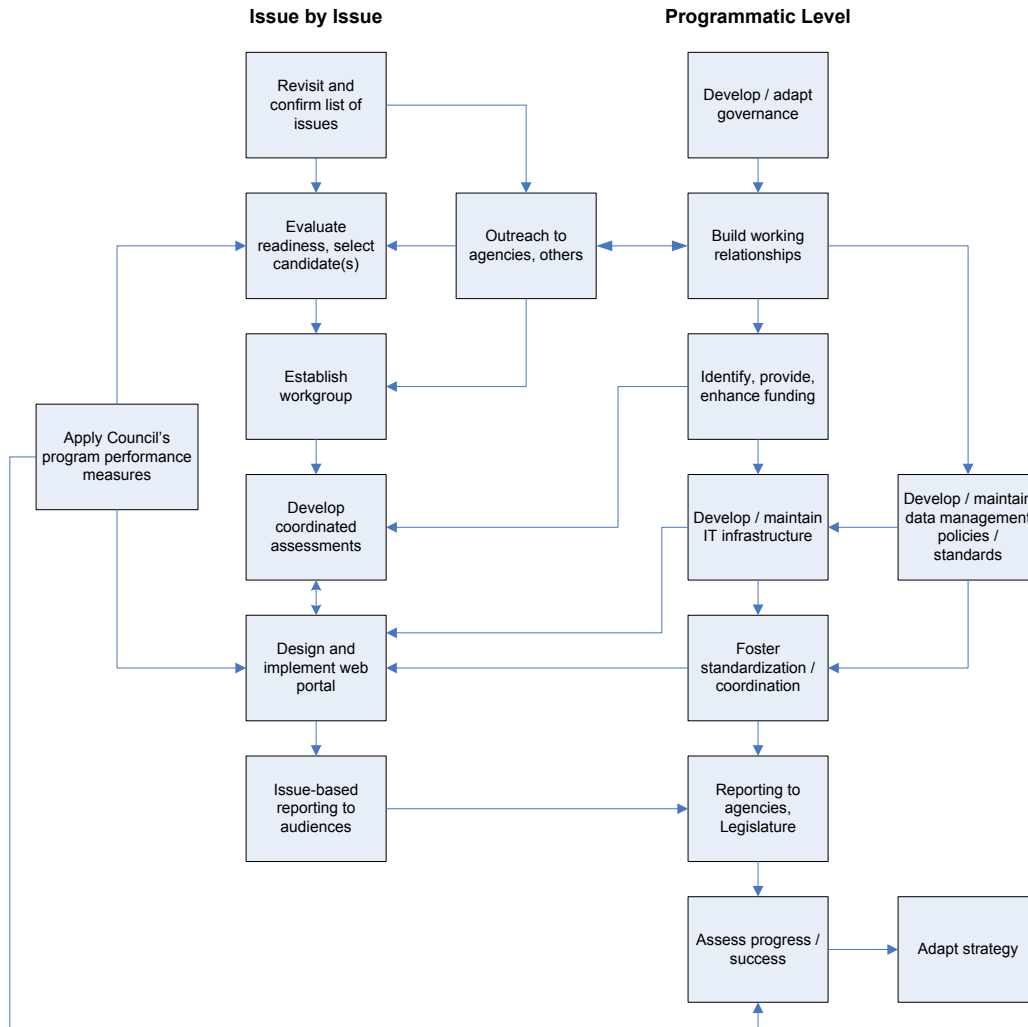 Issue by Issue
Programmatic Level
Revisit and
confirm list of
issues
Develop / adapt
governance
Evaluate
readiness, select
candidate(s)
Outreach to
agencies, others
Build working
relationships
Establish
workgroup
Identify, provide,
enhance funding
Apply Council’s
program performance
measures
Develop
coordinated
assessments
Develop / maintain
IT infrastructure
Develop / maintain
data management
policies /
standards
Design and
implement web
portal
Foster
standardization /
coordination
Issue-based
reporting to
audiences
Reporting to
agencies,
Legislature
Assess progress /
success
Adapt strategy